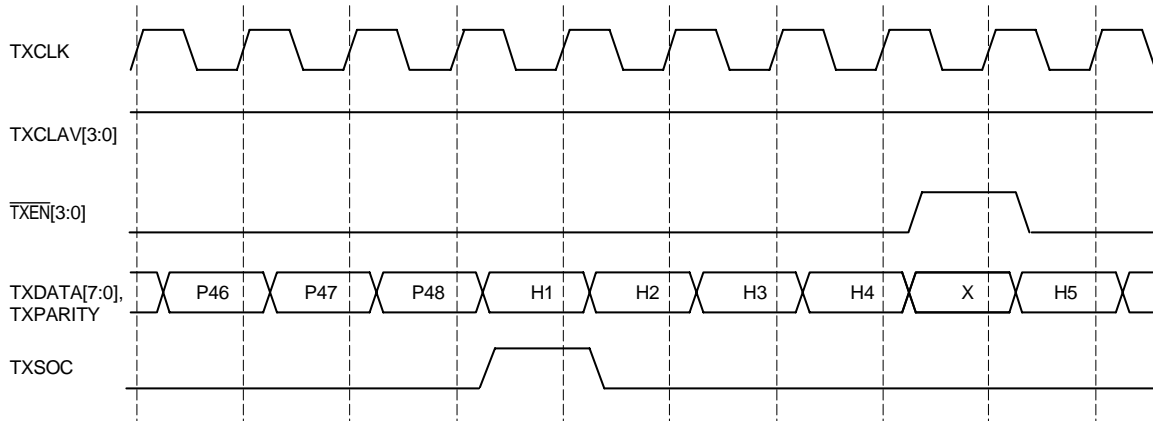 TXCLK
TXCLAV[3:0]
TXEN[3:0]
TXDATA[7:0],
TXPARITY
P46 P47 P48 H1 H2 H3 H4 X H5
TXSOC